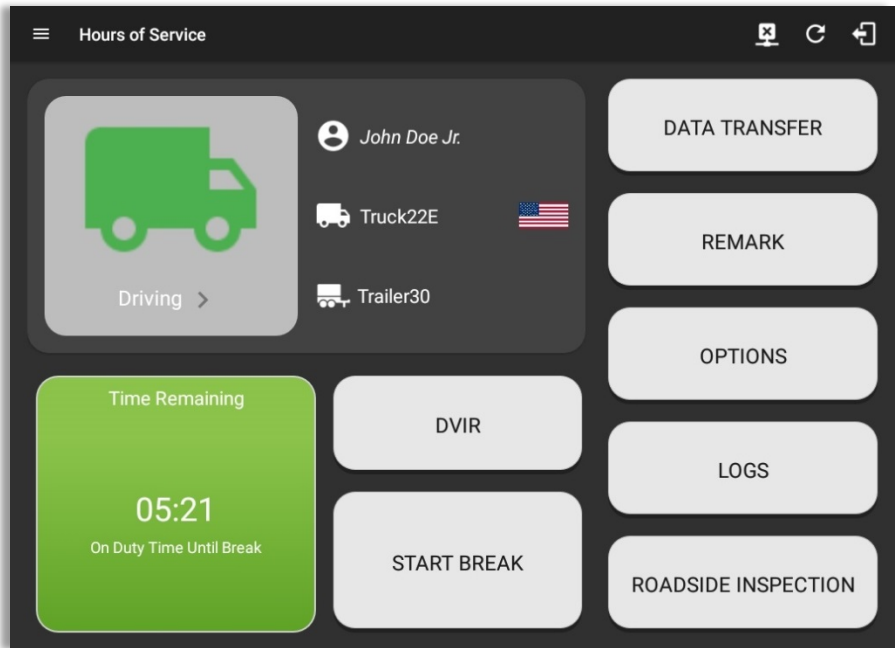 Hours of Service
John Doe Jr.
Truck22E
Trailer30
Driving
DATA TRANSFER
REMARK
OPTIONS
LOGS
ROADSIDE INSPECTION
Time Remaining
05:21
On Duty Time Until Break
DVIR
START BREAK